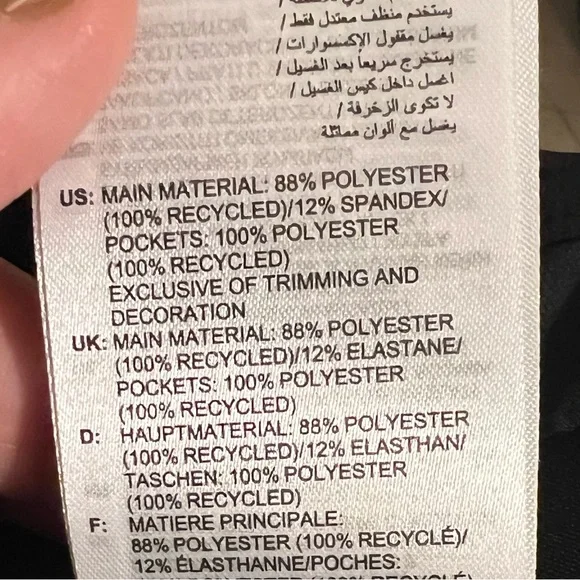 يستخدم منظف معتدل فقط /
يغسل مقلول الإكسسوارات /
يستخرج سريعاً بعد الغسيل /
اغسل داخل كيس الغسيل /
لا تكوى الزخرفة /
يغسل مع ألوان مماثلة
US: MAIN MATERIAL: 88% POLYESTER
(100% RECYCLED)/12% SPANDEX/
POCKETS: 100% POLYESTER
(100% RECYCLED)
EXCLUSIVE OF TRIMMING AND
DECORATION
UK: MAIN MATERIAL: 88% POLYESTER
(100% RECYCLED)/12% ELASTANE/
POCKETS: 100% POLYESTER
(100% RECYCLED)
D: HAUPTMATERIAL: 88% POLYESTER
(100% RECYCLED)/12% ELASTHAN/
TASCHEN: 100% POLYESTER
(100% RECYCLED)
F: MATIERE PRINCIPALE:
88% POLYESTER (100% RECYCLÉ)/
12% ÉLASTHANNE/POCHES: